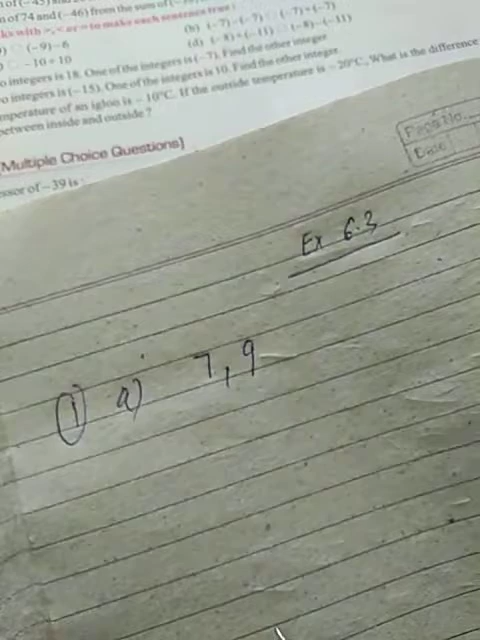 of 74 and (−46) from the sum of
ks with >, < or = to make each sentence true :
(−9) − 6
(b) (−7) − (−7) (−7) + (−7)
−10 + 10
(d) (−8) + (−11) (−8) − (−11)
o integers is 18. One of the integers is (−7). Find the other integer.
o integers is (−15). One of the integers is 10. Find the other integer.
mperature of an igloo is −10°C. If the outside temperature is −20°C. What is the difference
between inside and outside ?
[Multiple Choice Questions]
ssor of −39 is :
Page No.
Date
Ex 6.3
① a) 7, 9